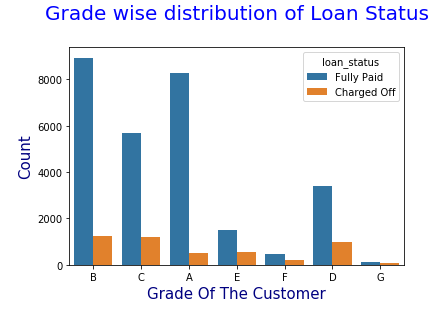 Grade wise distribution of Loan Status
loan_status
Fully Paid
Charged Off
Count
8000
6000
4000
2000
0
B C A E F D G
Grade Of The Customer